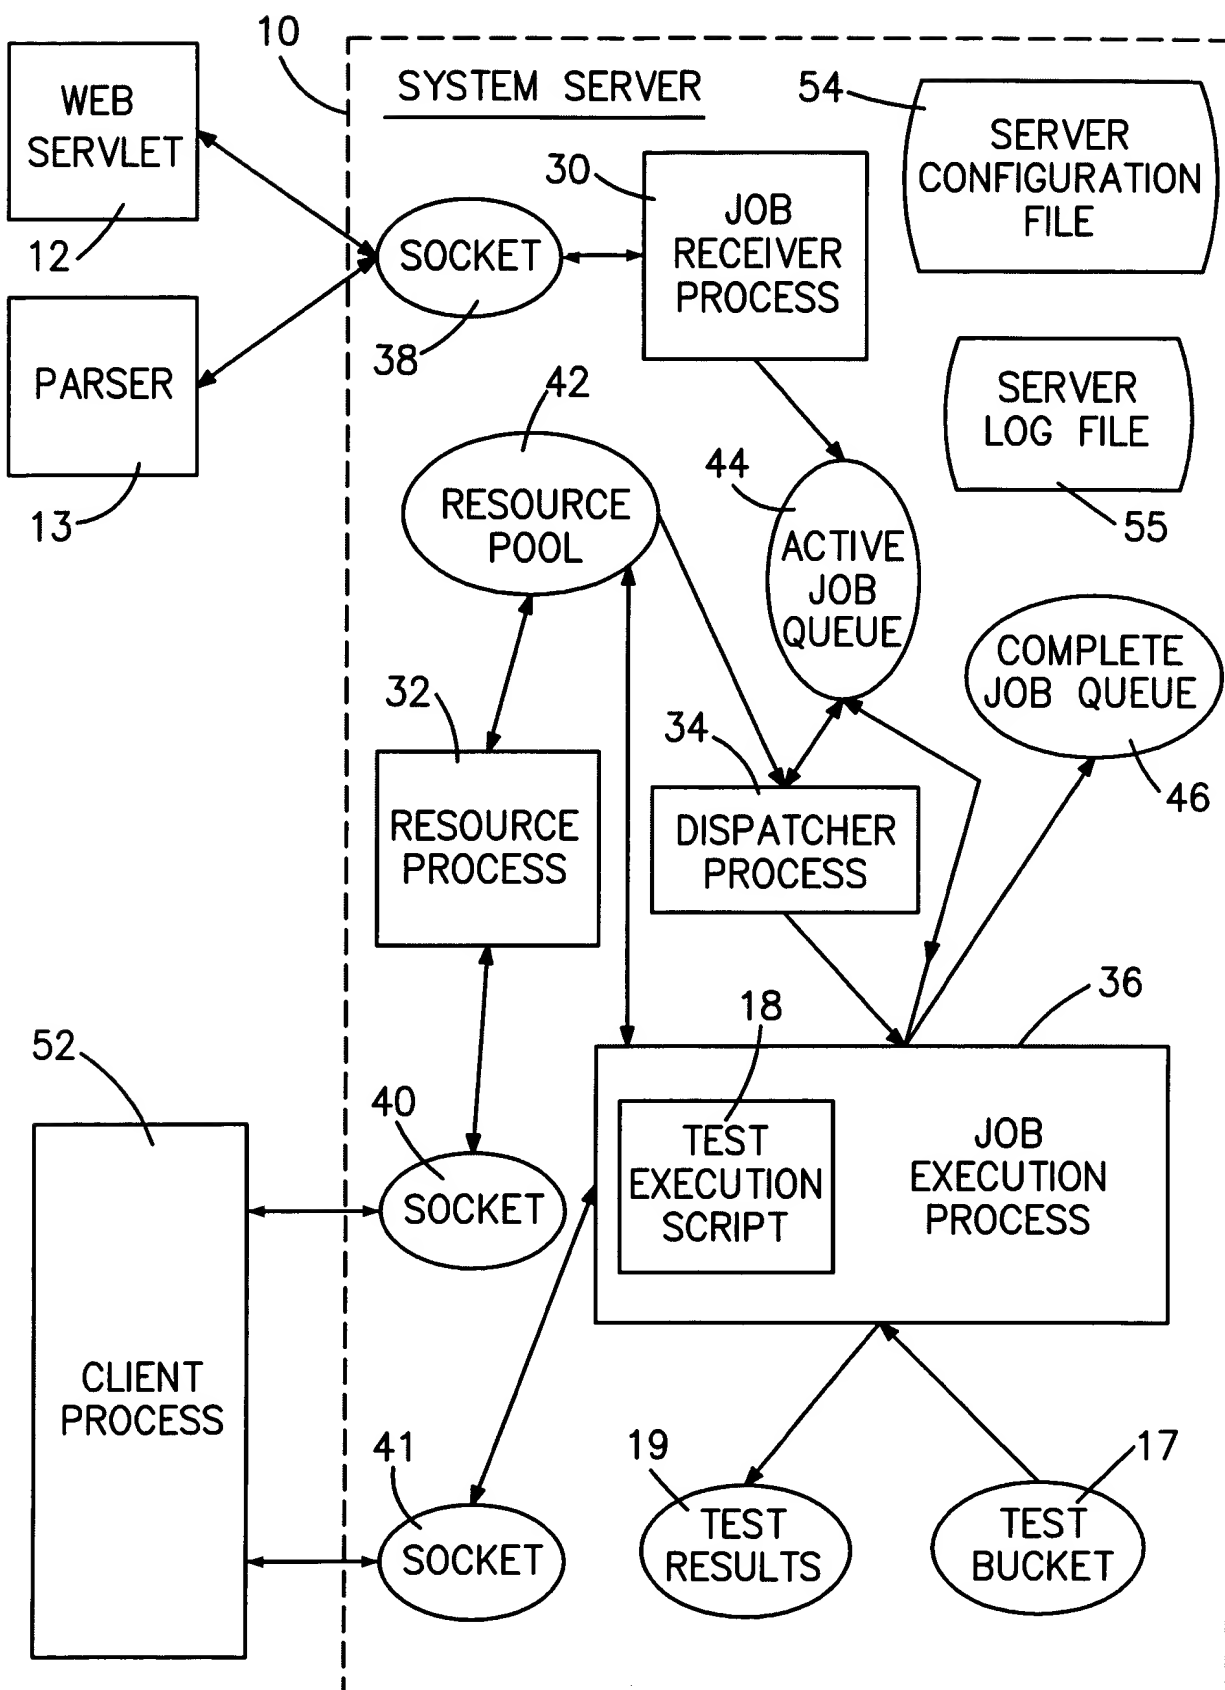 10
SYSTEM SERVER
WEB
SERVLET
12
54
SERVER
CONFIGURATION
FILE
30
JOB
RECEIVER
PROCESS
SOCKET
38
PARSER
13
SERVER
LOG FILE
55
42
RESOURCE
POOL
44
ACTIVE
JOB
QUEUE
COMPLETE
JOB QUEUE
46
32
RESOURCE
PROCESS
34
DISPATCHER
PROCESS
36
18
TEST
EXECUTION
SCRIPT
JOB
EXECUTION
PROCESS
52
CLIENT
PROCESS
40
SOCKET
41
SOCKET
19
TEST
RESULTS
17
TEST
BUCKET